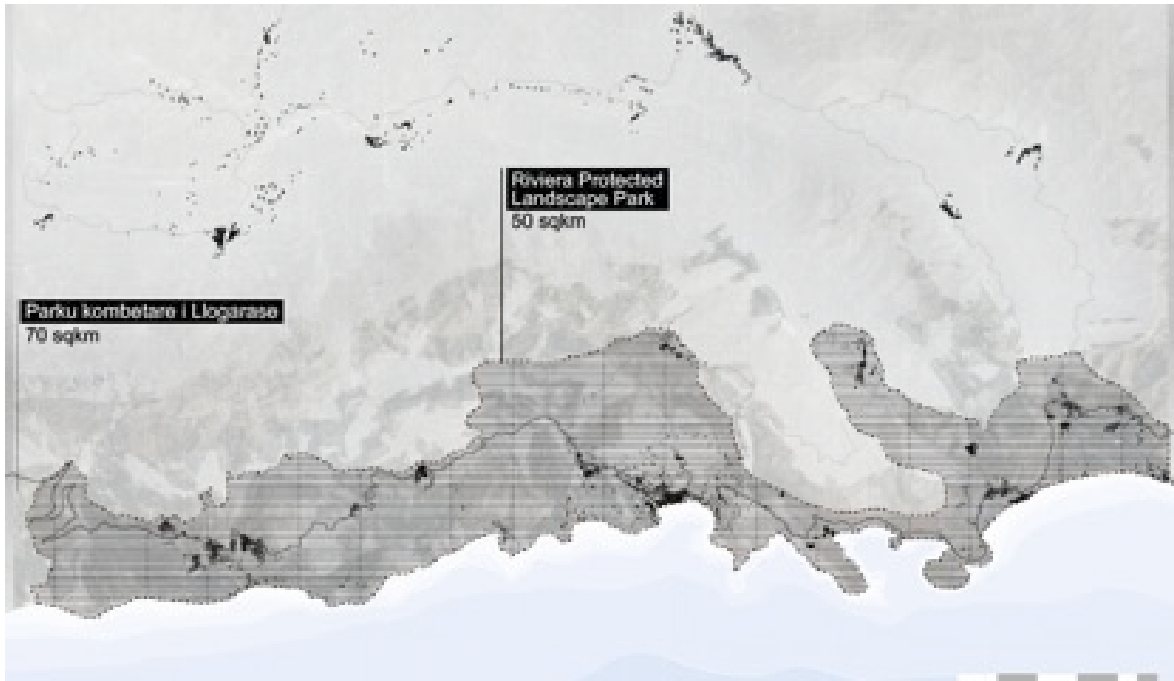 Riviera Protected
Landscape Park
50 sqkm
Parku kombetare i Llogarase
70 sqkm